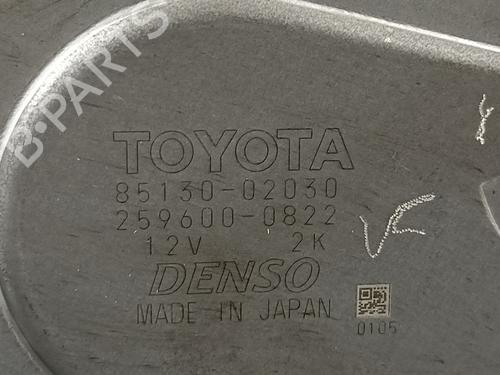 B-PARTS
TOYOTA
85130-02030
259600-0822
12V 2K
DENSO
MADE IN JAPAN
0105